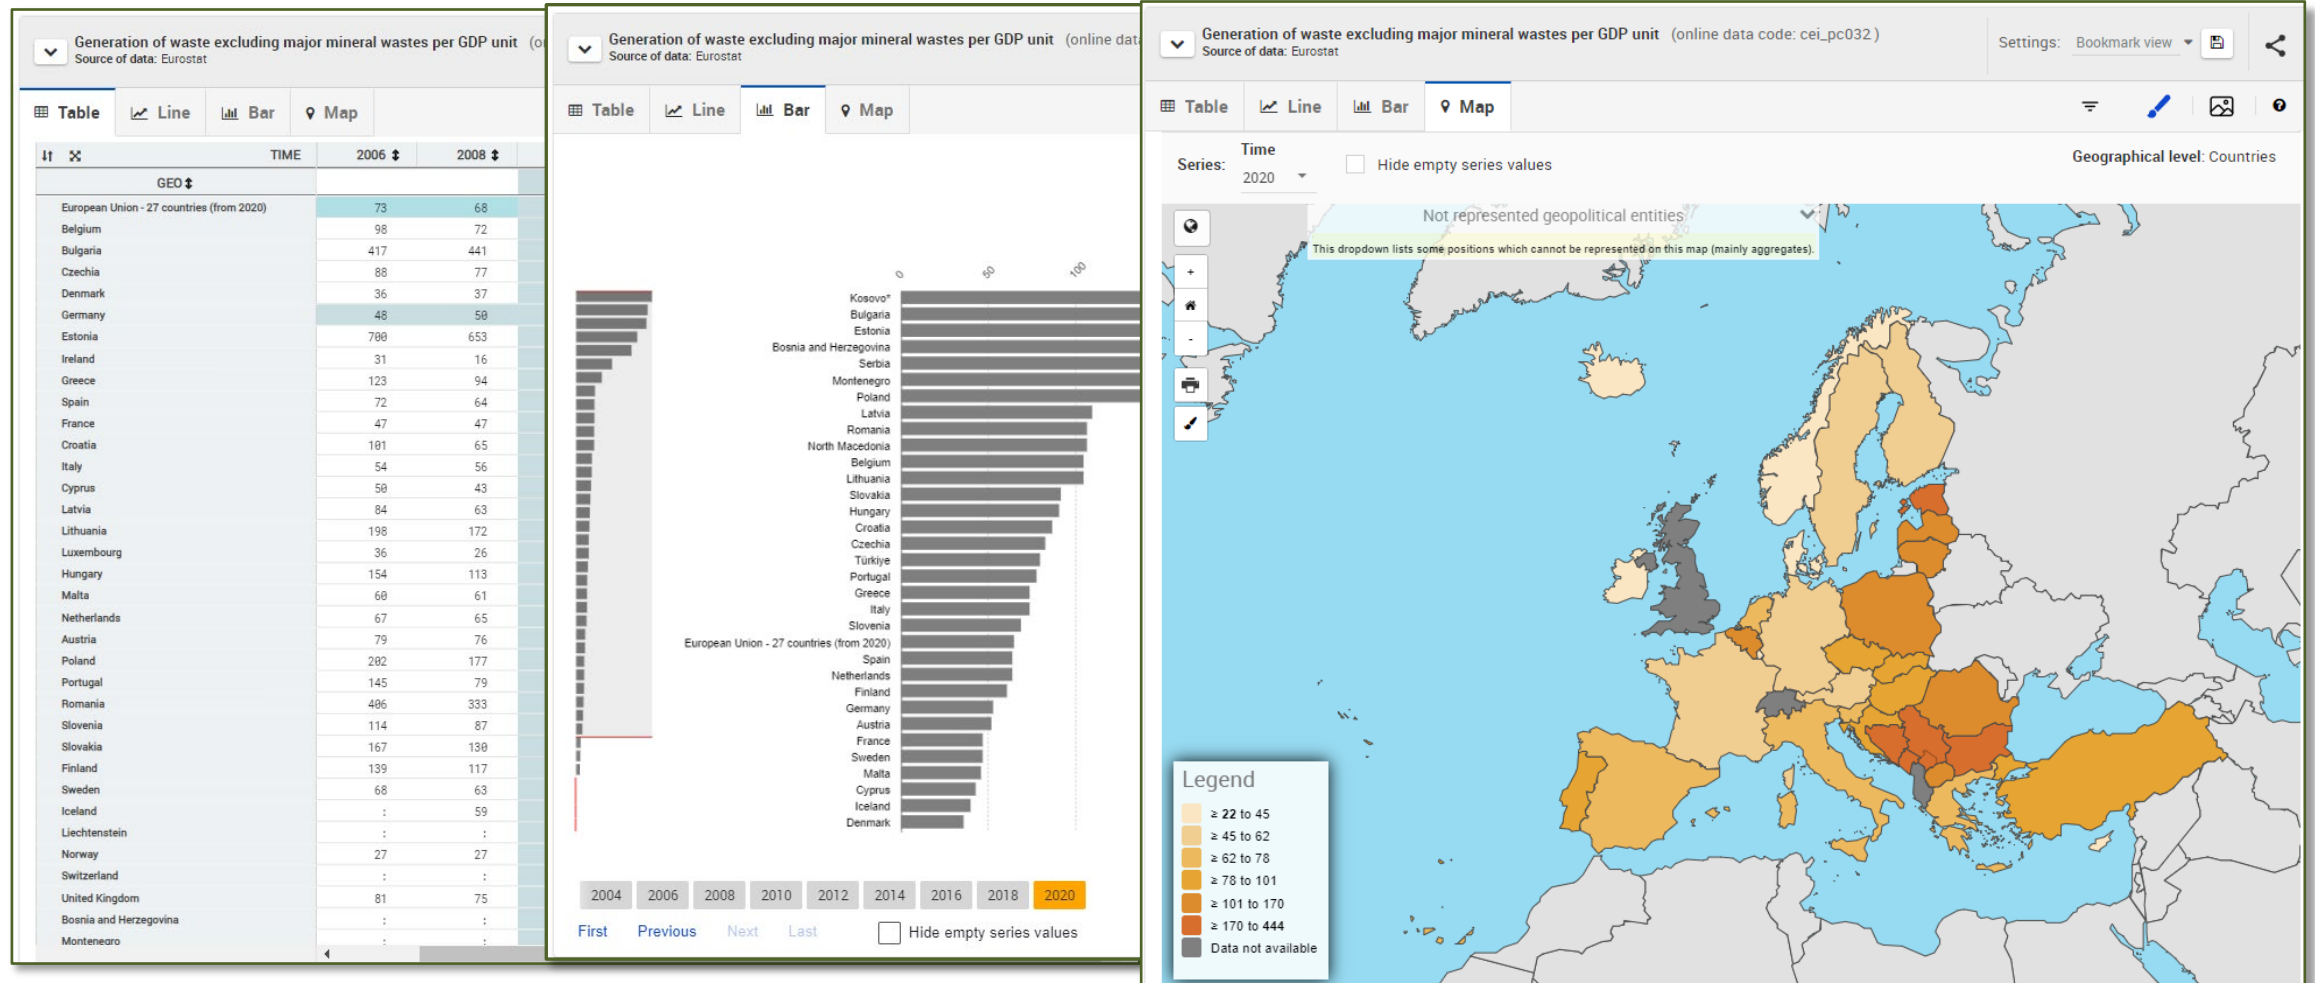 Generation of waste excluding major mineral wastes per GDP unit
Source of data: Eurostat
Table Line Bar Map
TIME 2006 2008
GEO
European Union - 27 countries (from 2020) 73 68
Belgium 98 72
Bulgaria 417 441
Czechia 88 77
Denmark 36 37
Germany 48 50
Estonia 700 653
Ireland 31 16
Greece 123 94
Spain 72 64
France 47 47
Croatia 101 65
Italy 54 56
Cyprus 50 43
Latvia 84 63
Lithuania 198 172
Luxembourg 36 26
Hungary 154 113
Malta 60 61
Netherlands 67 65
Austria 79 76
Poland 202 177
Portugal 145 79
Romania 406 333
Slovenia 114 87
Slovakia 167 130
Finland 139 117
Sweden 68 63
Iceland : 59
Liechtenstein : :
Norway 27 27
Switzerland : :
United Kingdom 81 75
Bosnia and Herzegovina : :
Montenegro : :
Generation of waste excluding major mineral wastes per GDP unit (online data
Source of data: Eurostat
Table Line Bar Map
0 50 100
Kosovo*
Bulgaria
Estonia
Bosnia and Herzegovina
Serbia
Montenegro
Poland
Latvia
Romania
North Macedonia
Belgium
Lithuania
Slovakia
Hungary
Croatia
Czechia
Türkiye
Portugal
Greece
Italy
Slovenia
European Union - 27 countries (from 2020)
Spain
Netherlands
Finland
Germany
Austria
France
Sweden
Malta
Cyprus
Iceland
Denmark
2004 2006 2008 2010 2012 2014 2016 2018 2020
First Previous Next Last Hide empty series values
Generation of waste excluding major mineral wastes per GDP unit (online data code: cei_pc032 )
Source of data: Eurostat
Settings: Bookmark view
Table Line Bar Map
Series: Time
2020
Hide empty series values
Geographical level: Countries
Not represented geopolitical entities
This dropdown lists some positions which cannot be represented on this map (mainly aggregates).
+
-
Legend
≥ 22 to 45
≥ 45 to 62
≥ 62 to 78
≥ 78 to 101
≥ 101 to 170
≥ 170 to 444
Data not available